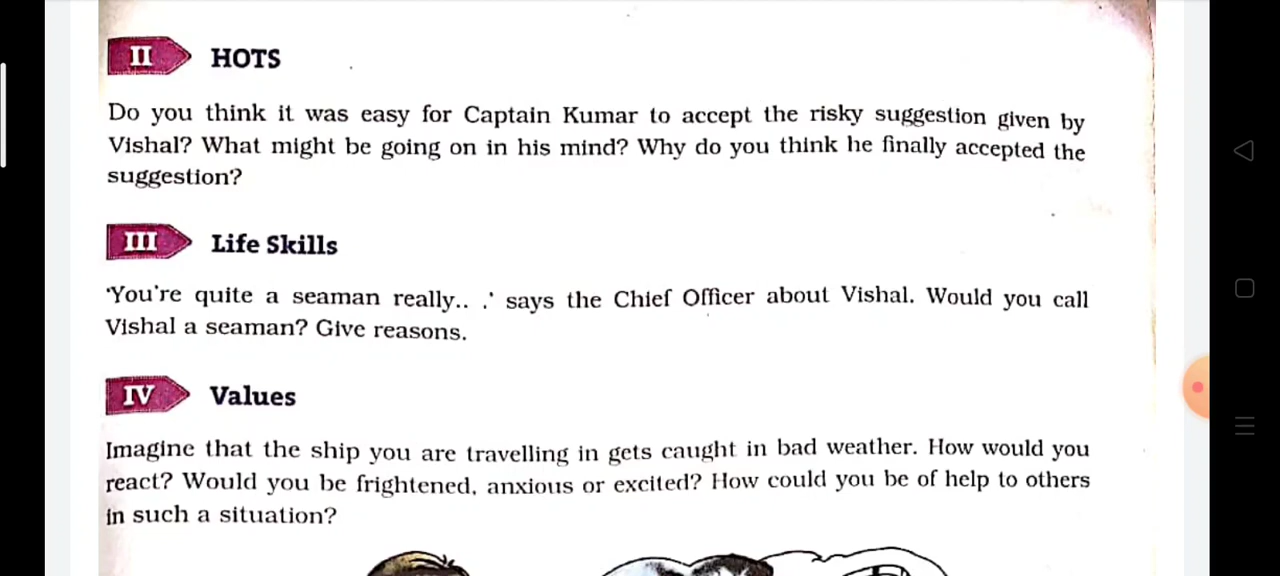 II HOTS
Do you think it was easy for Captain Kumar to accept the risky suggestion given by
Vishal? What might be going on in his mind? Why do you think he finally accepted the
suggestion?
III Life Skills
'You're quite a seaman really.. .' says the Chief Officer about Vishal. Would you call
Vishal a seaman? Give reasons.
IV Values
Imagine that the ship you are travelling in gets caught in bad weather. How would you
react? Would you be frightened, anxious or excited? How could you be of help to others
in such a situation?